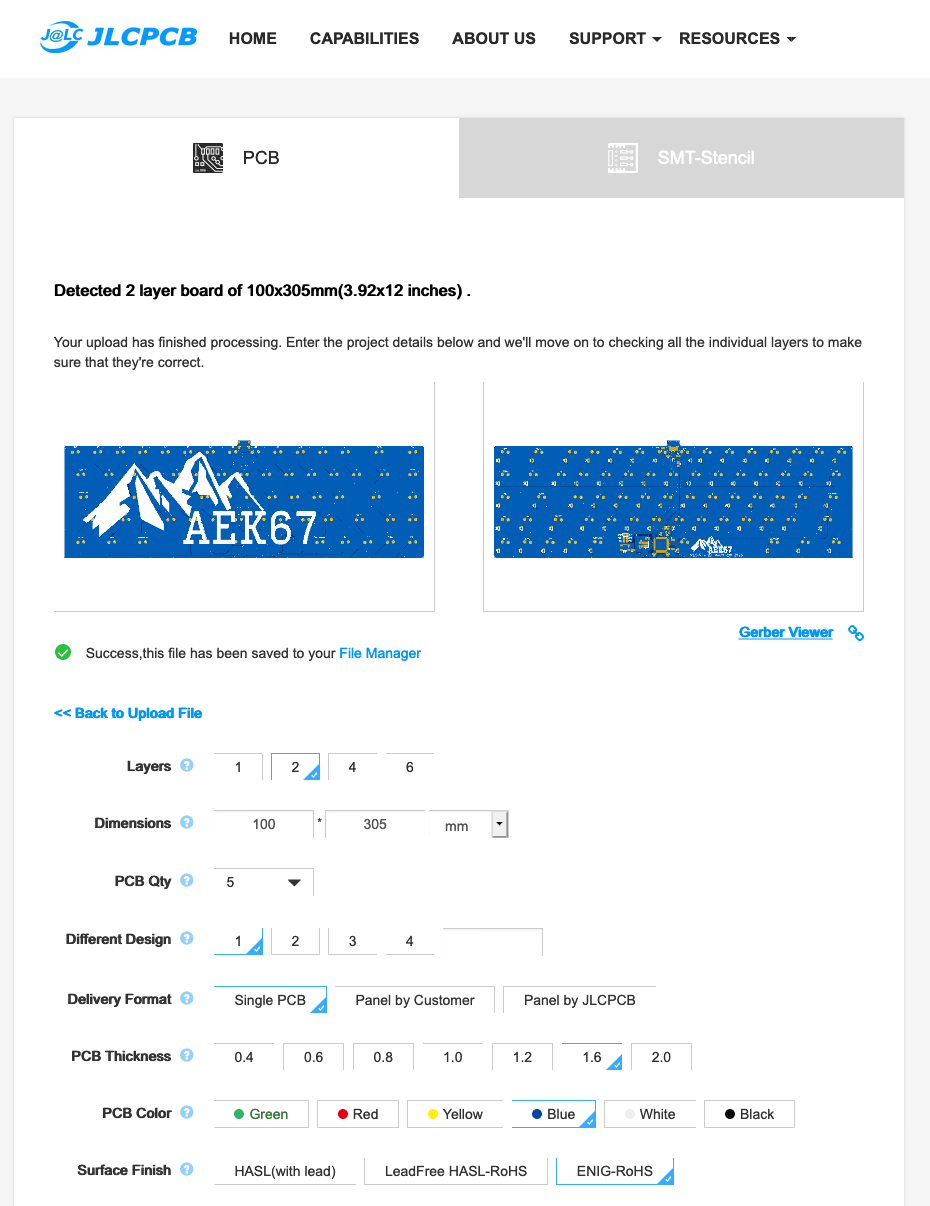 J@LC JLCPCB HOME CAPABILITIES ABOUT US SUPPORT RESOURCES
PCB SMT-Stencil
Detected 2 layer board of 100x305mm(3.92x12 inches) .
Your upload has finished processing. Enter the project details below and we'll move on to checking all the individual layers to make
sure that they're correct.
AEK67
AEK67
Gerber Viewer
Success,this file has been saved to your File Manager
<< Back to Upload File
Layers ? 1 2 4 6
Dimensions ? 100 * 305 mm
PCB Qty ? 5
Different Design ? 1 2 3 4
Delivery Format ? Single PCB Panel by Customer Panel by JLCPCB
PCB Thickness ? 0.4 0.6 0.8 1.0 1.2 1.6 2.0
PCB Color ? Green Red Yellow Blue White Black
Surface Finish ? HASL(with lead) LeadFree HASL-RoHS ENIG-RoHS